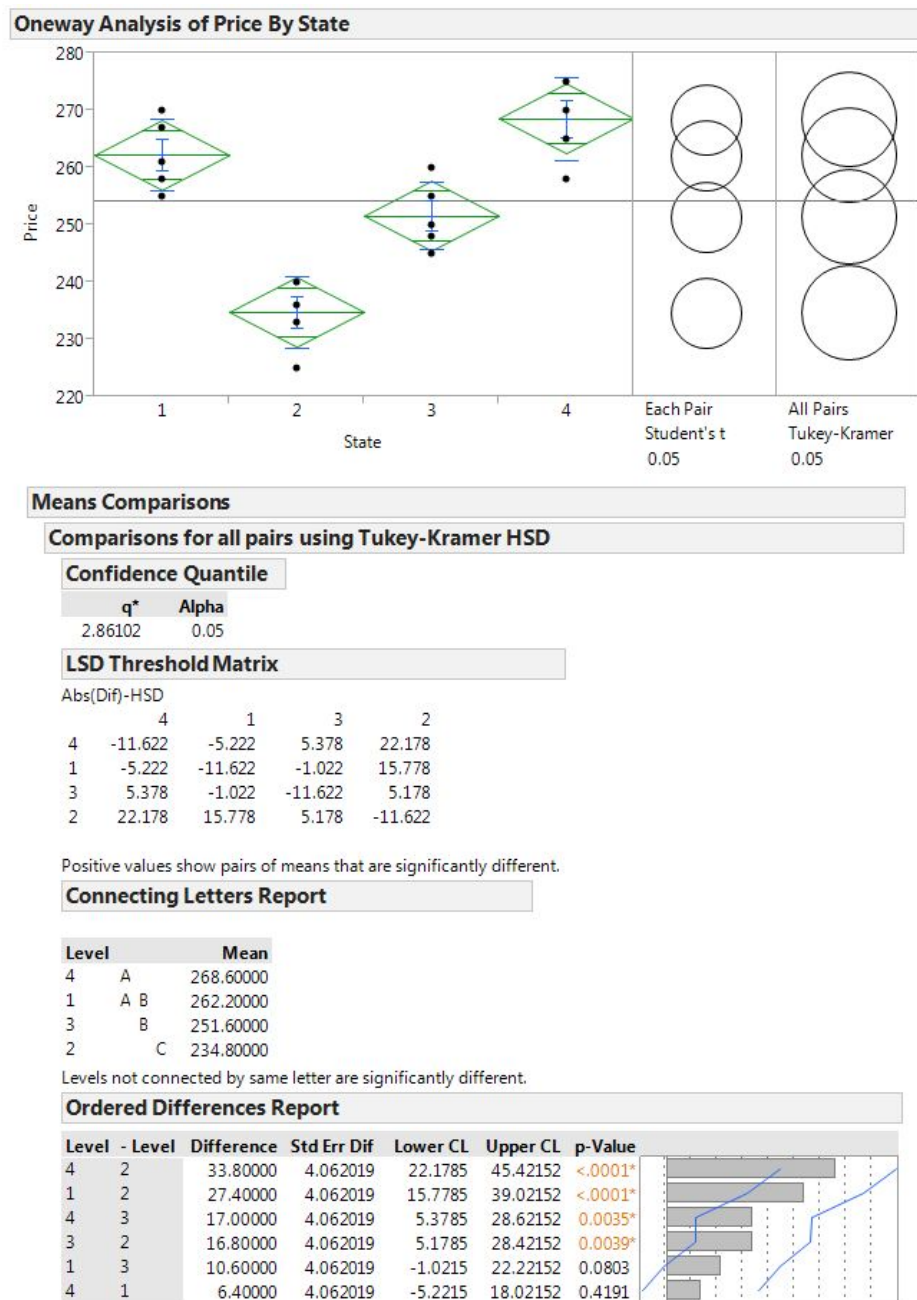 Oneway Analysis of Price By State
280
270
260
250
240
230
220
Price
1 2 3 4
State
Each Pair
Student's t
0.05
All Pairs
Tukey-Kramer
0.05
Means Comparisons
Comparisons for all pairs using Tukey-Kramer HSD
Confidence Quantile
q* Alpha
2.86102 0.05
LSD Threshold Matrix
Abs(Dif)-HSD
4 1 3 2
4 -11.622 -5.222 5.378 22.178
1 -5.222 -11.622 -1.022 15.778
3 5.378 -1.022 -11.622 5.178
2 22.178 15.778 5.178 -11.622
Positive values show pairs of means that are significantly different.
Connecting Letters Report
Level Mean
4 A 268.60000
1 A B 262.20000
3 B 251.60000
2 C 234.80000
Levels not connected by same letter are significantly different.
Ordered Differences Report
Level - Level Difference Std Err Dif Lower CL Upper CL p-Value
4 2 33.80000 4.062019 22.1785 45.42152 <.0001*
1 2 27.40000 4.062019 15.7785 39.02152 <.0001*
4 3 17.00000 4.062019 5.3785 28.62152 0.0035*
3 2 16.80000 4.062019 5.1785 28.42152 0.0039*
1 3 10.60000 4.062019 -1.0215 22.22152 0.0803
4 1 6.40000 4.062019 -5.2215 18.02152 0.4191